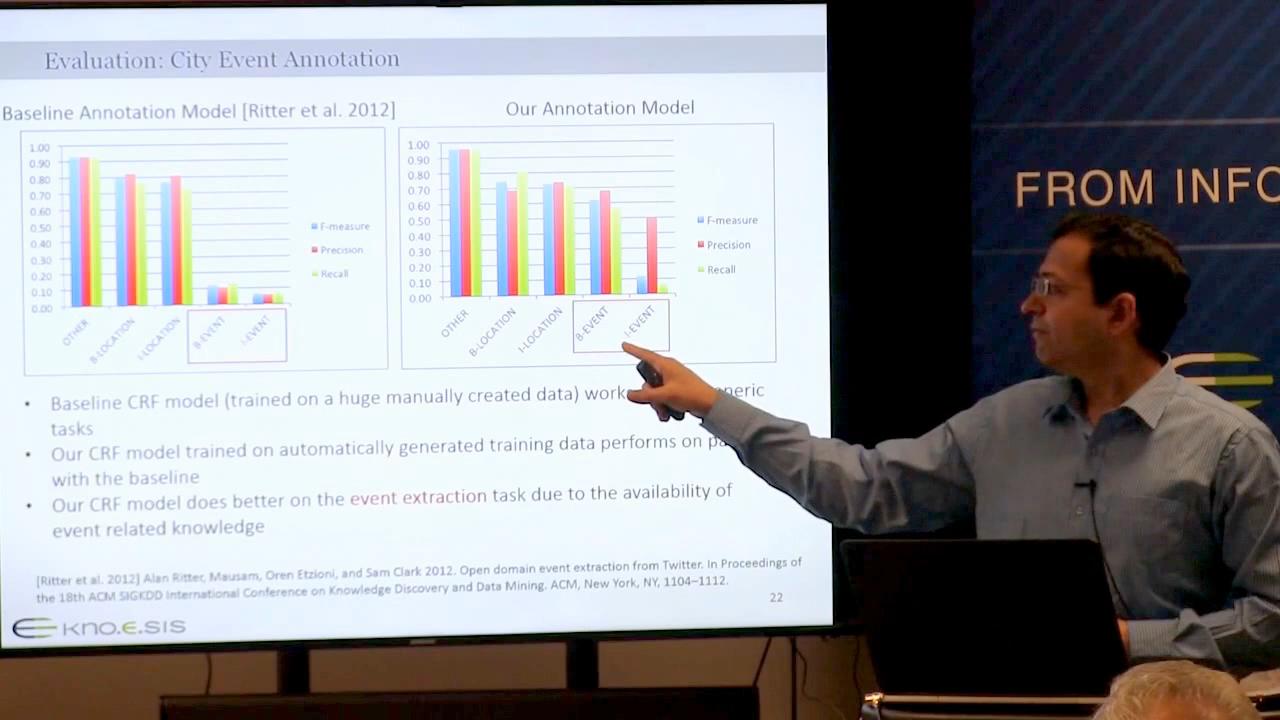 Evaluation: City Event Annotation
Baseline Annotation Model [Ritter et al. 2012]
Our Annotation Model
1.00
0.90
0.80
0.70
0.60
0.50
0.40
0.30
0.20
0.10
0.00
OTHER
B-LOCATION
I-LOCATION
B-EVENT
I-EVENT
F-measure
Precision
Recall
1.00
0.90
0.80
0.70
0.60
0.50
0.40
0.30
0.20
0.10
0.00
OTHER
B-LOCATION
I-LOCATION
B-EVENT
I-EVENT
F-measure
Precision
Recall
• Baseline CRF model (trained on a huge manually created data) work
tasks
• Our CRF model trained on automatically generated training data performs on
with the baseline
• Our CRF model does better on the event extraction task due to the availability of
event related knowledge
[Ritter et al. 2012] Alan Ritter, Mausam, Oren Etzioni, and Sam Clark 2012. Open domain event extraction from Twitter. In Proceedings of
the 18th ACM SIGKDD International Conference on Knowledge Discovery and Data Mining. ACM, New York, NY, 1104–1112.
22
kno.e.sis
FROM INFO